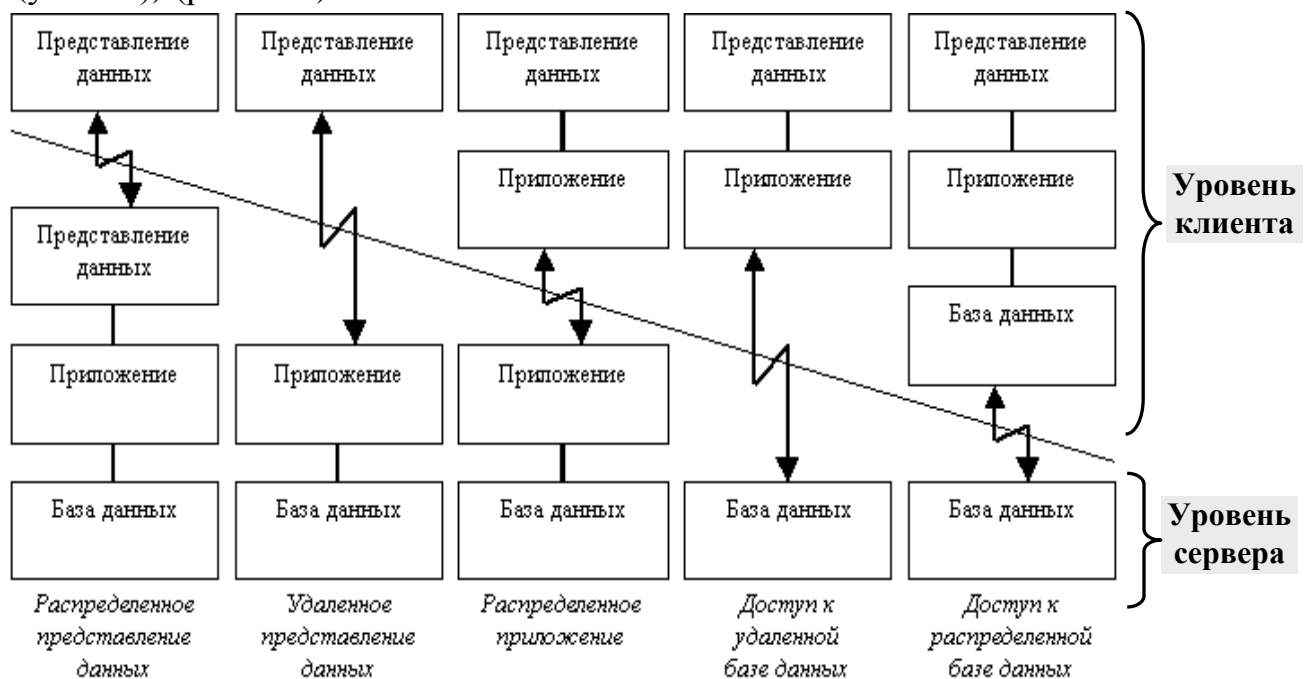 Представление
данных
Представление
данных
Представление
данных
Представление
данных
Представление
данных
Приложение
Приложение
Приложение
Уровень
клиента
Представление
данных
База данных
Приложение
Приложение
Приложение
База данных
База данных
База данных
База данных
База данных
Уровень
сервера
Распределенное
представление
данных
Удаленное
представление
данных
Распределенное
приложение
Доступ к
удаленной
базе данных
Доступ к
распределенной
базе данных